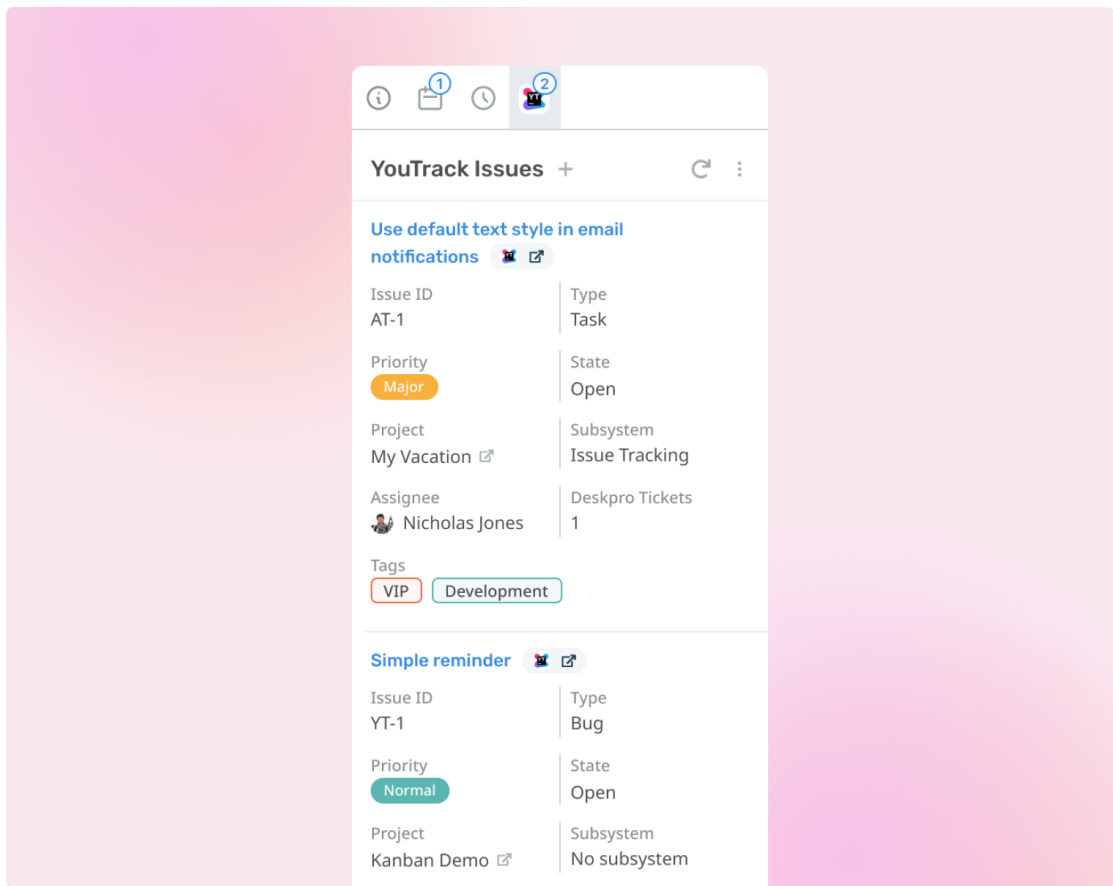 1
2
YouTrack Issues
Use default text style in email
notifications
Issue ID
Type
AT-1
Task
Priority
State
Major
Open
Project
Subsystem
My Vacation
Issue Tracking
Assignee
Deskpro Tickets
Nicholas Jones
1
Tags
VIP
Development
Simple reminder
Issue ID
Type
YT-1
Bug
Priority
State
Normal
Open
Project
Subsystem
Kanban Demo
No subsystem